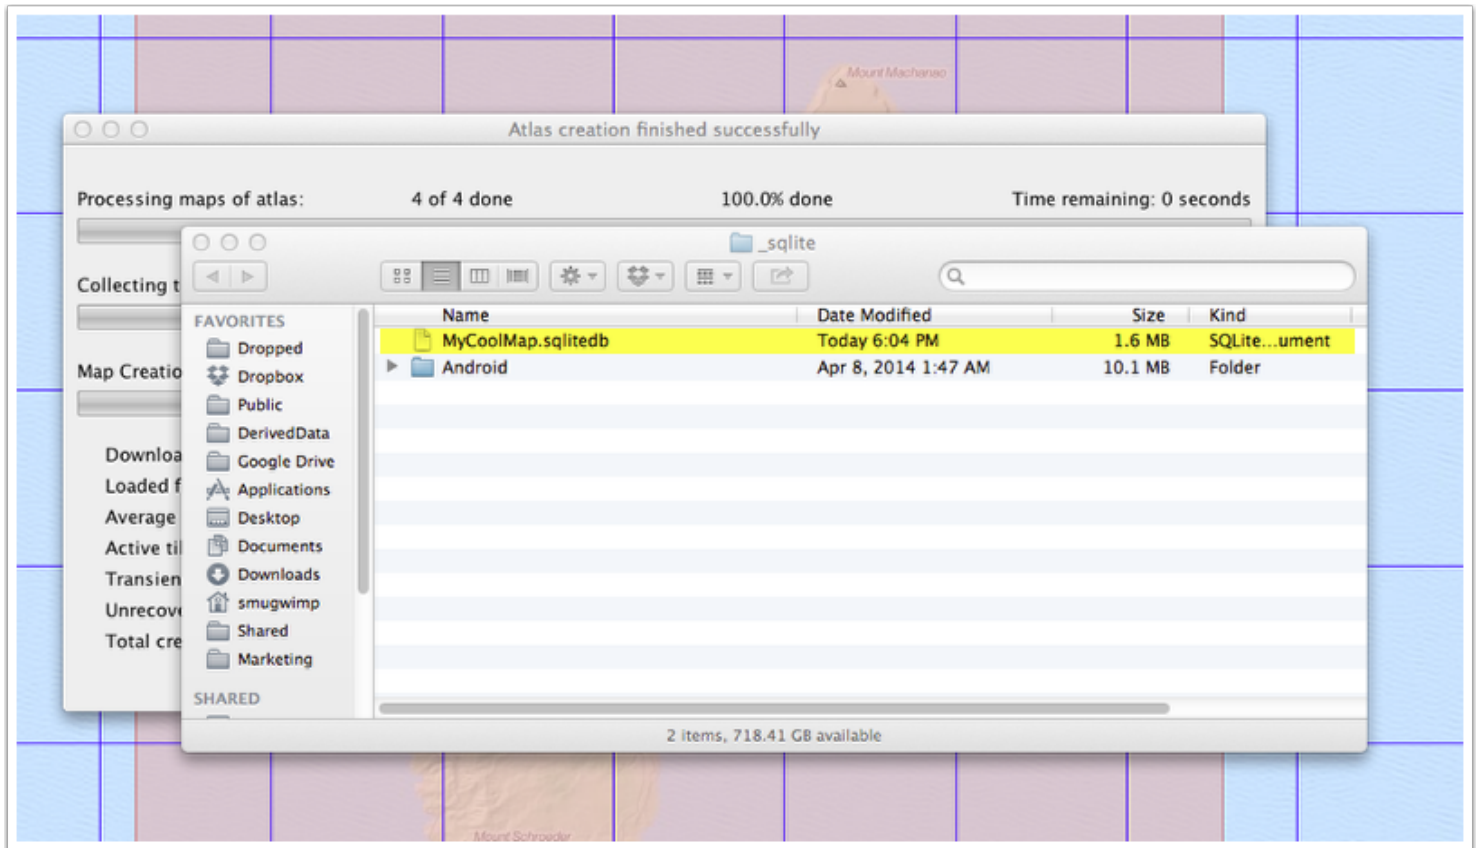 Mount Machanao
Atlas creation finished successfully
Processing maps of atlas: 4 of 4 done 100.0% done Time remaining: 0 seconds
_sqlite
Collecting t
FAVORITES
Name Date Modified Size Kind
MyCoolMap.sqlitedb Today 6:04 PM 1.6 MB SQLite...ument
Android Apr 8, 2014 1:47 AM 10.1 MB Folder
Dropped
Dropbox
Public
DerivedData
Google Drive
Applications
Desktop
Documents
Downloads
smugwimp
Shared
Marketing
SHARED
Map Creatio
Downloa
Loaded f
Average
Active til
Transien
Unrecove
Total cre
2 items, 718.41 GB available
Mount Schroeder